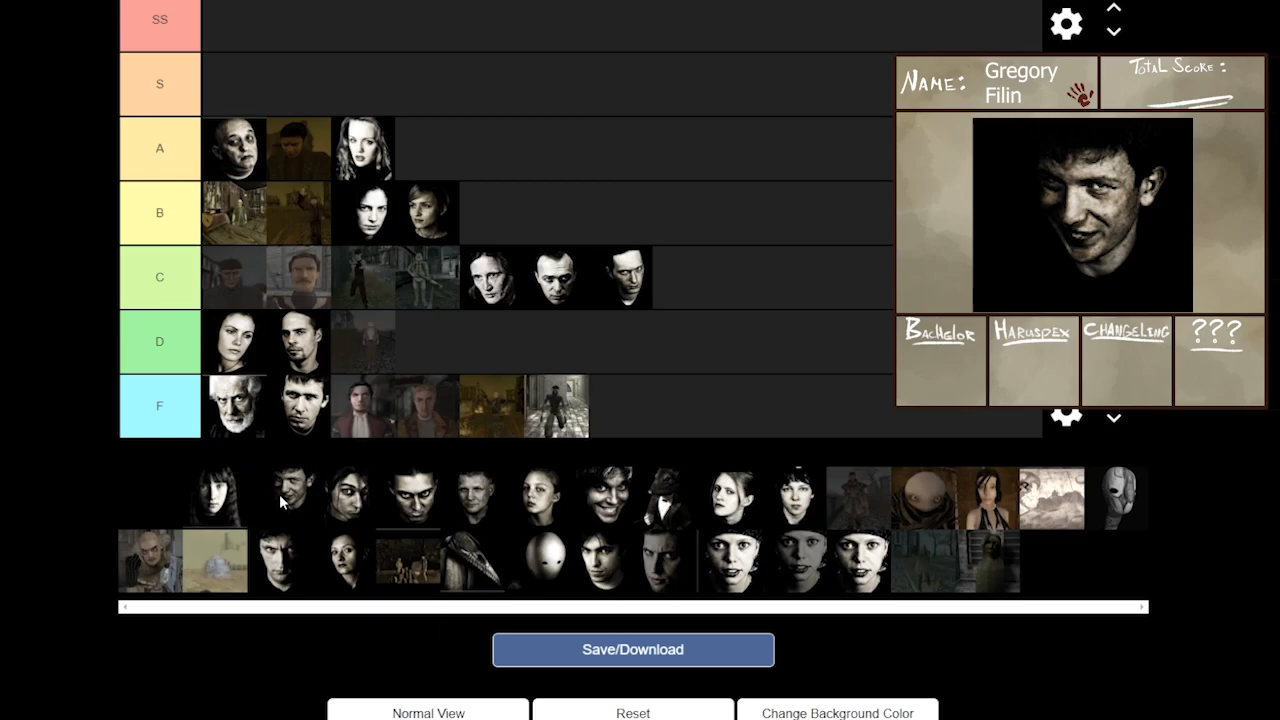 SS
S
A
B
C
D
F
NAME: Gregory
Filin
TOTAL SCORE:
BACHELOR
HARUSPEX
CHANGELING
???
Save/Download
Normal View
Reset
Change Background Color